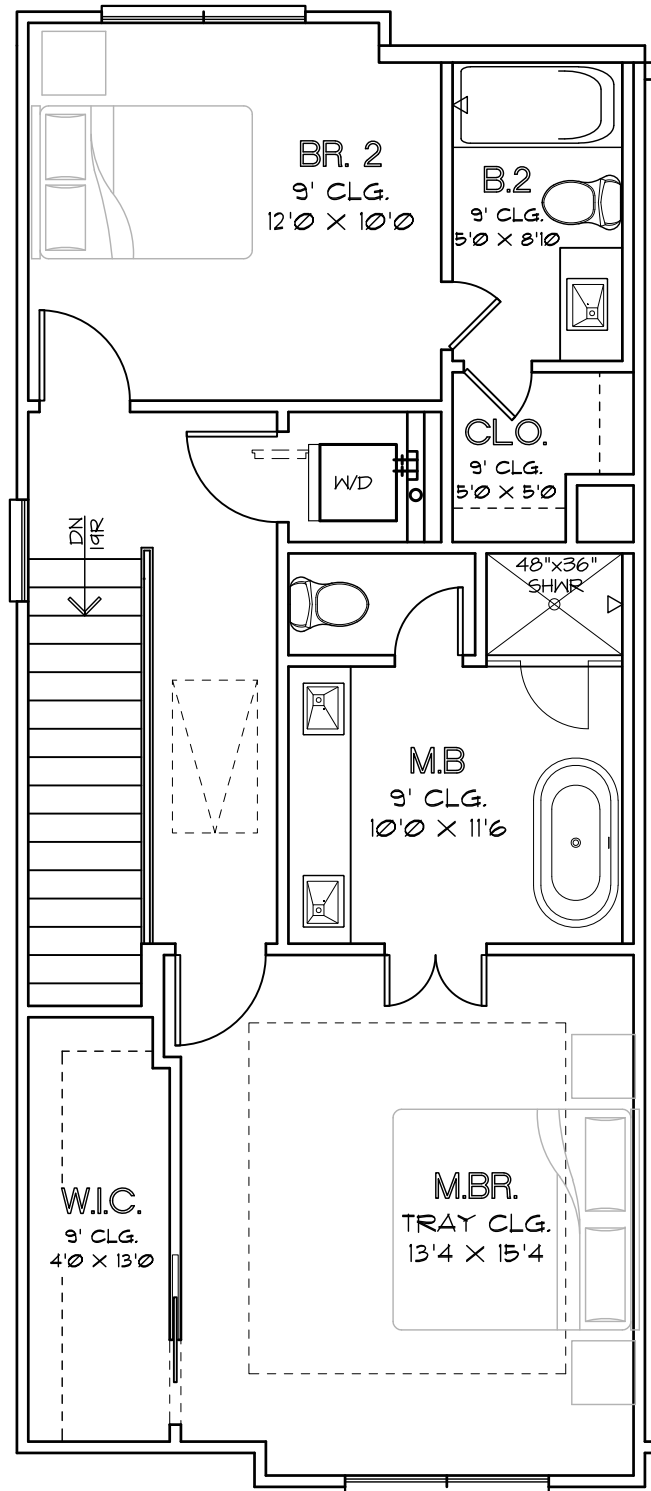 BR. 2
9' CLG.
12'0 X 10'0
B.2
9' CLG.
5'0 X 8'10
CLO.
9' CLG.
5'0 X 5'0
W/D
DN
19R
48"x36"
SHWR
M.B
9' CLG.
10'0 X 11'6
W.I.C.
9' CLG.
4'0 X 13'0
M.BR.
TRAY CLG.
13'4 X 15'4